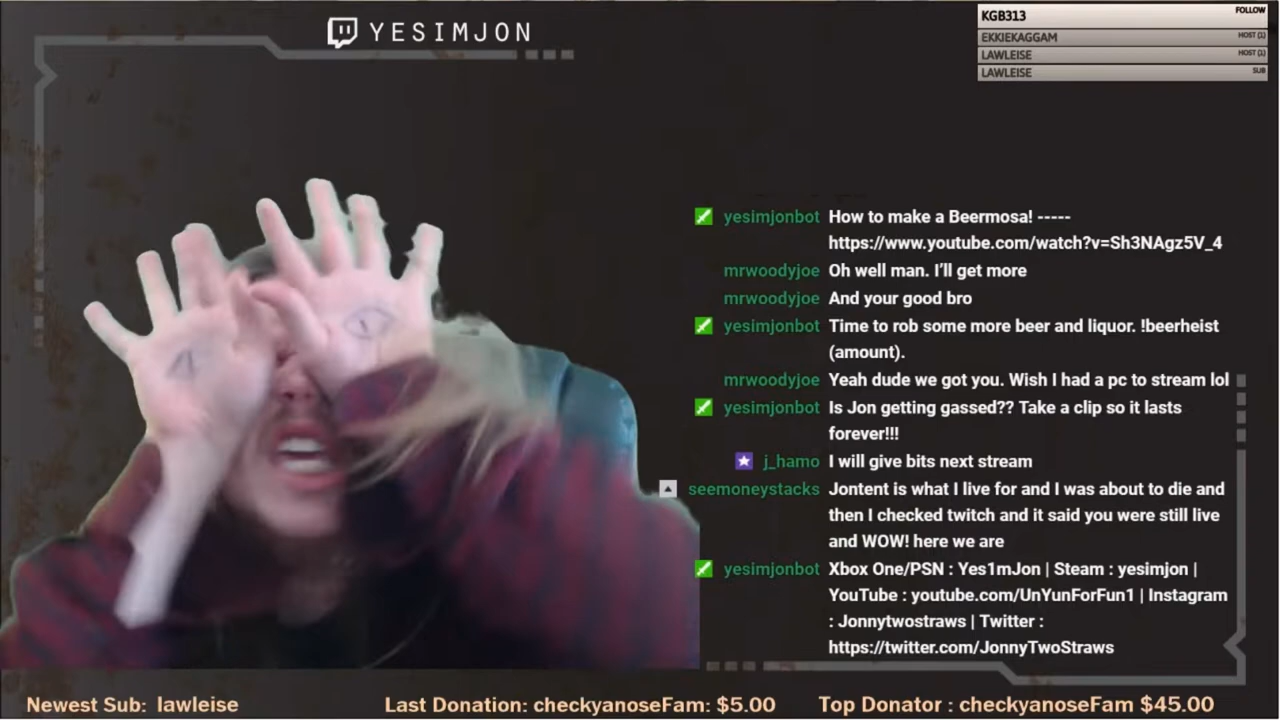 YESIMJON
KGB313 FOLLOW
EKKIEKAGGAM HOST (1)
LAWLEISE HOST (1)
LAWLEISE SUB
yesimjonbot How to make a Beermosa! -----
https://www.youtube.com/watch?v=Sh3NAgz5V_4
mrwoodyjoe Oh well man. I'll get more
mrwoodyjoe And your good bro
yesimjonbot Time to rob some more beer and liquor. !beerheist
(amount).
mrwoodyjoe Yeah dude we got you. Wish I had a pc to stream lol
yesimjonbot Is Jon getting gassed?? Take a clip so it lasts
forever!!!
j_hamo I will give bits next stream
seemoneystacks Jontent is what I live for and I was about to die and
then I checked twitch and it said you were still live
and WOW! here we are
yesimjonbot Xbox One/PSN : Yes1mJon | Steam : yesimjon |
YouTube : youtube.com/UnYunForFun1 | Instagram
: Jonnytwostraws | Twitter :
https://twitter.com/JonnyTwoStraws
Newest Sub: lawleise Last Donation: checkyanoseFam: $5.00 Top Donator : checkyanoseFam $45.00